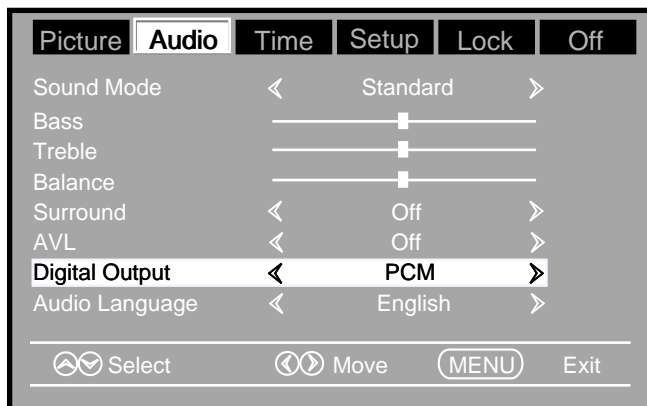 Picture Audio Time Setup Lock Off
Sound Mode Standard
Bass
Treble
Balance
Surround Off
AVL Off
Digital Output PCM
Audio Language English
Select Move MENU Exit